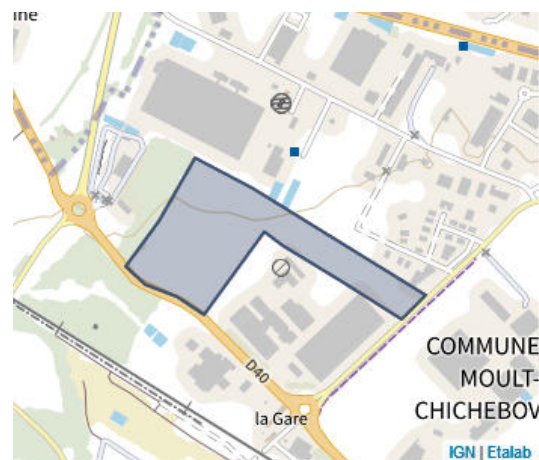 ine
D40
la Gare
COMMUNE
MOULT-
CHICHEBOV
IGN | Etalab